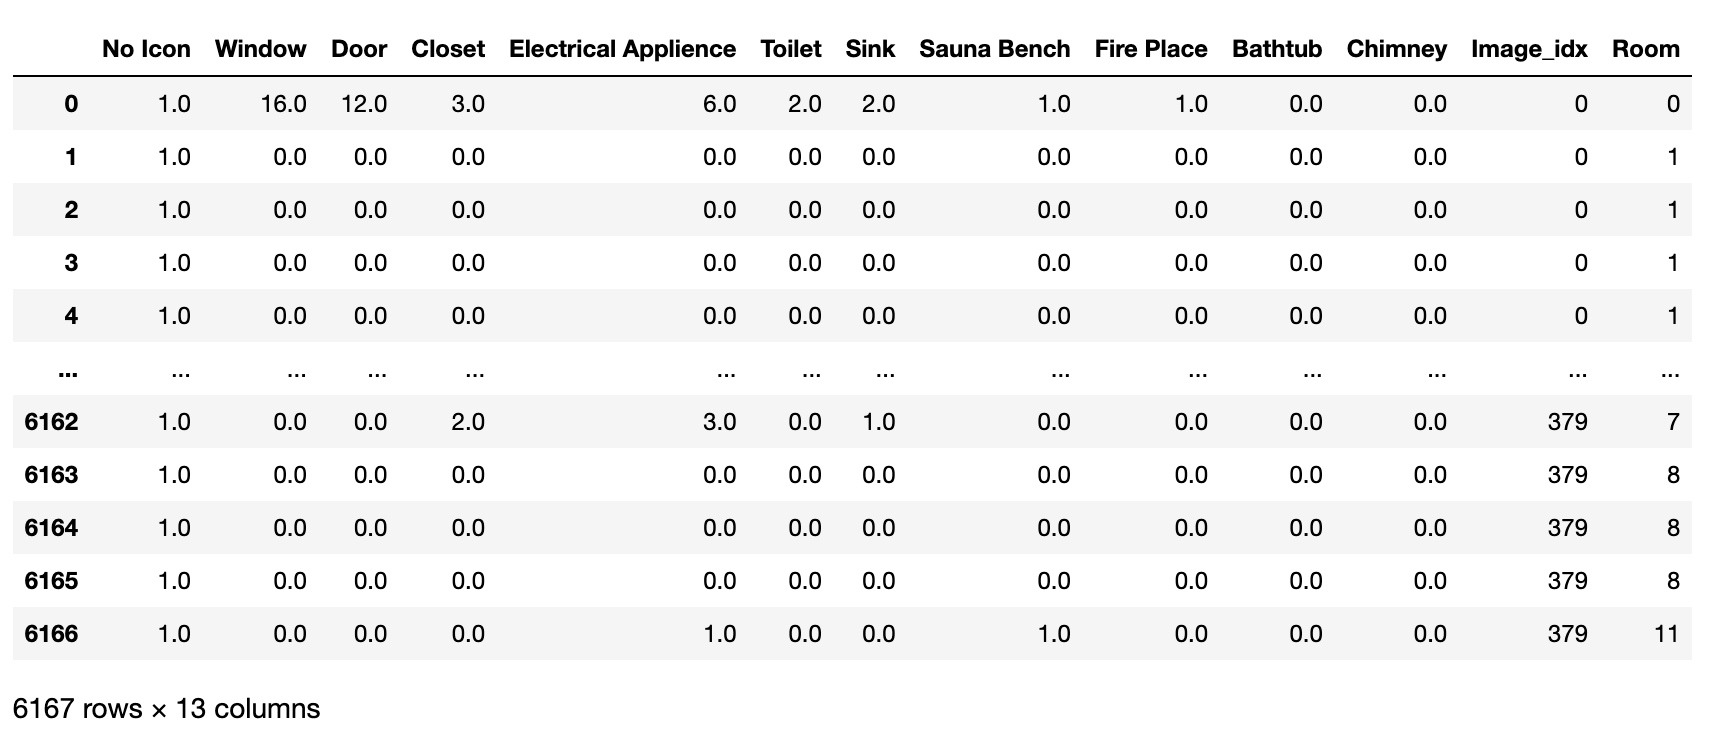 No Icon Window Door Closet Electrical Applience Toilet Sink Sauna Bench Fire Place Bathtub Chimney Image_idx Room
0 1.0 16.0 12.0 3.0 6.0 2.0 2.0 1.0 1.0 0.0 0.0 0 0
1 1.0 0.0 0.0 0.0 0.0 0.0 0.0 0.0 0.0 0.0 0.0 0 1
2 1.0 0.0 0.0 0.0 0.0 0.0 0.0 0.0 0.0 0.0 0.0 0 1
3 1.0 0.0 0.0 0.0 0.0 0.0 0.0 0.0 0.0 0.0 0.0 0 1
4 1.0 0.0 0.0 0.0 0.0 0.0 0.0 0.0 0.0 0.0 0.0 0 1
... ... ... ... ... ... ... ... ... ... ... ... ... ...
6162 1.0 0.0 0.0 2.0 3.0 0.0 1.0 0.0 0.0 0.0 0.0 379 7
6163 1.0 0.0 0.0 0.0 0.0 0.0 0.0 0.0 0.0 0.0 0.0 379 8
6164 1.0 0.0 0.0 0.0 0.0 0.0 0.0 0.0 0.0 0.0 0.0 379 8
6165 1.0 0.0 0.0 0.0 0.0 0.0 0.0 0.0 0.0 0.0 0.0 379 8
6166 1.0 0.0 0.0 0.0 1.0 0.0 0.0 1.0 0.0 0.0 0.0 379 11
6167 rows × 13 columns